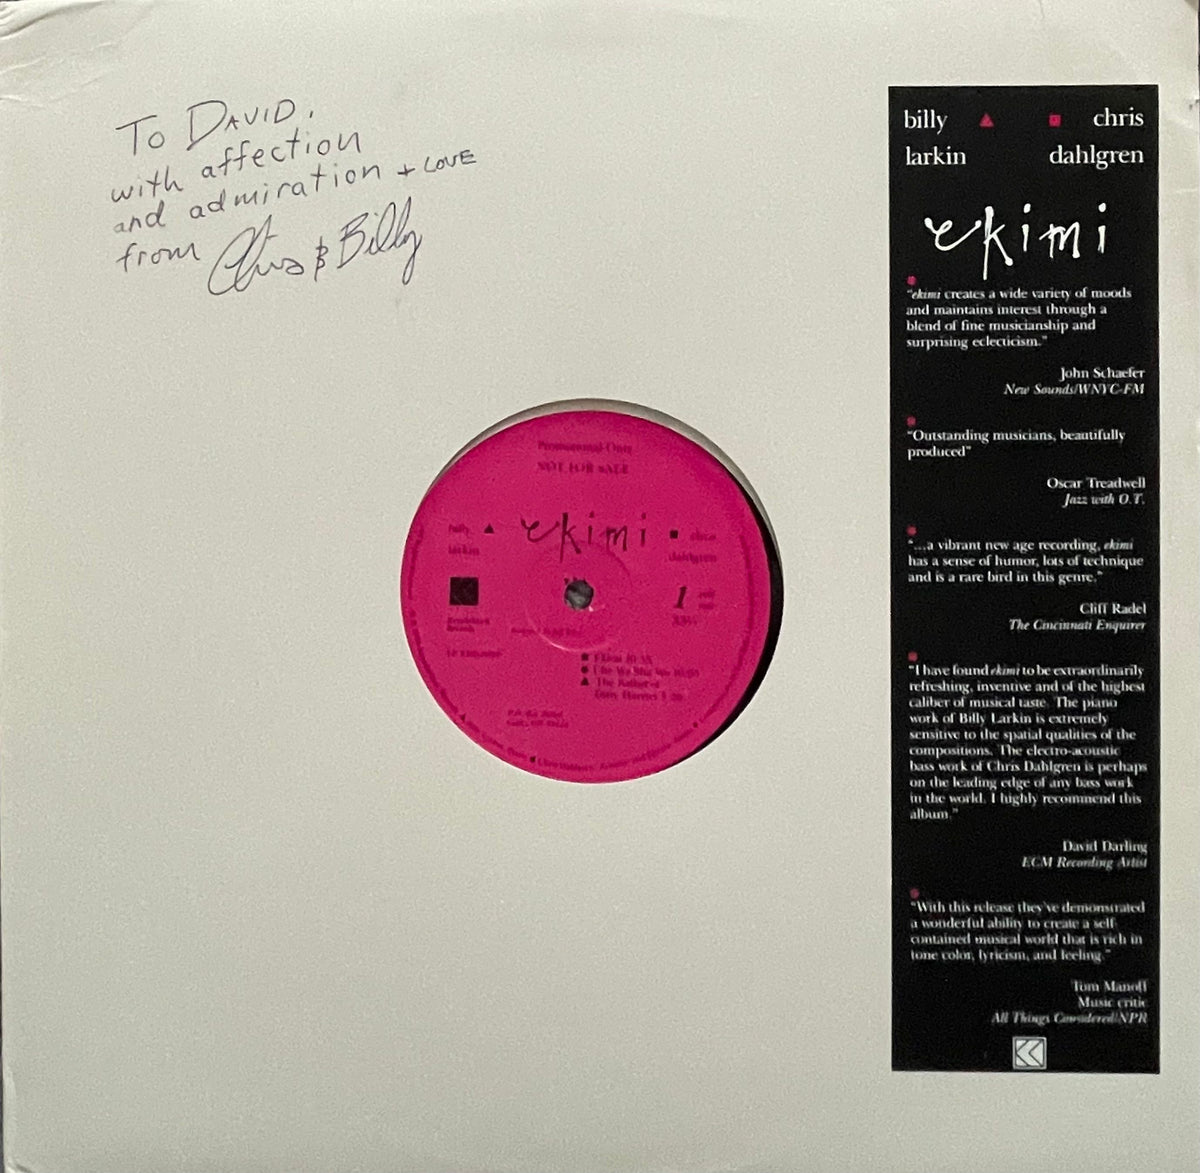 To David,
with affection
and admiration + Love
from Chris & Billy
billy chris
larkin dahlgren
ekimi
"ekimi creates a wide variety of moods
and maintains interest through a
blend of fine musicianship and
surprising eclecticism."
John Schaefer
New Sounds/WNYC-FM
"Outstanding musicians, beautifully
produced"
Oscar Treadwell
Jazz with O.T.
"...a vibrant new age recording, ekimi
has a sense of humor, lots of technique
and is a rare bird in this genre."
Cliff Radel
The Cincinnati Enquirer
"I have found ekimi to be extraordinarily
refreshing, inventive and of the highest
caliber of musical taste. The piano
work of Billy Larkin is extremely
sensitive to the spatial qualities of the
compositions. The electro-acoustic
bass work of Chris Dahlgren is perhaps
on the leading edge of any bass work
in the world. I highly recommend this
album."
David Darling
ECM Recording Artist
"With this release they've demonstrated
a wonderful ability to create a self
contained musical world that is rich in
tone color, lyricism, and feeling."
Tom Manoff
Music critic
All Things Considered/NPR
Promotional Only
NOT FOR SALE
billy ekimi chris
larkin dahlgren
1
33⅓